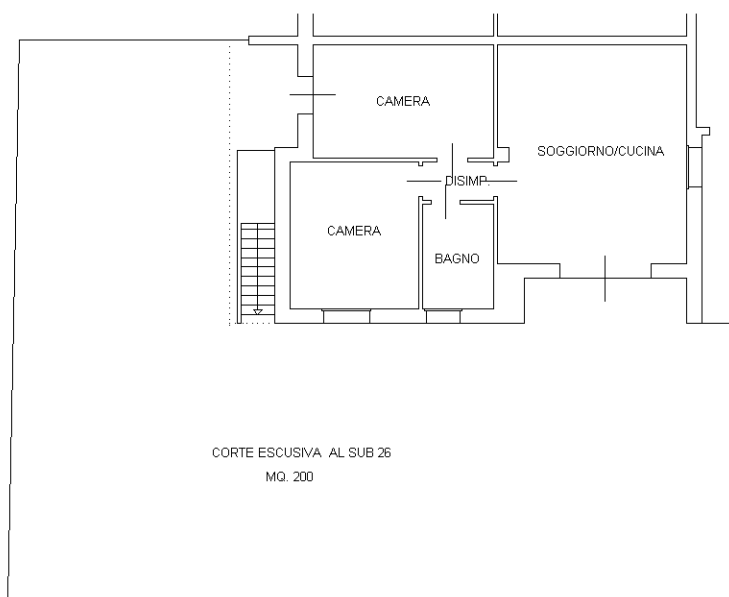 CAMERA
SOGGIORNO/CUCINA
DISIMP.
CAMERA
BAGNO
CORTE ESCUSIVA AL SUB 26
MQ. 200